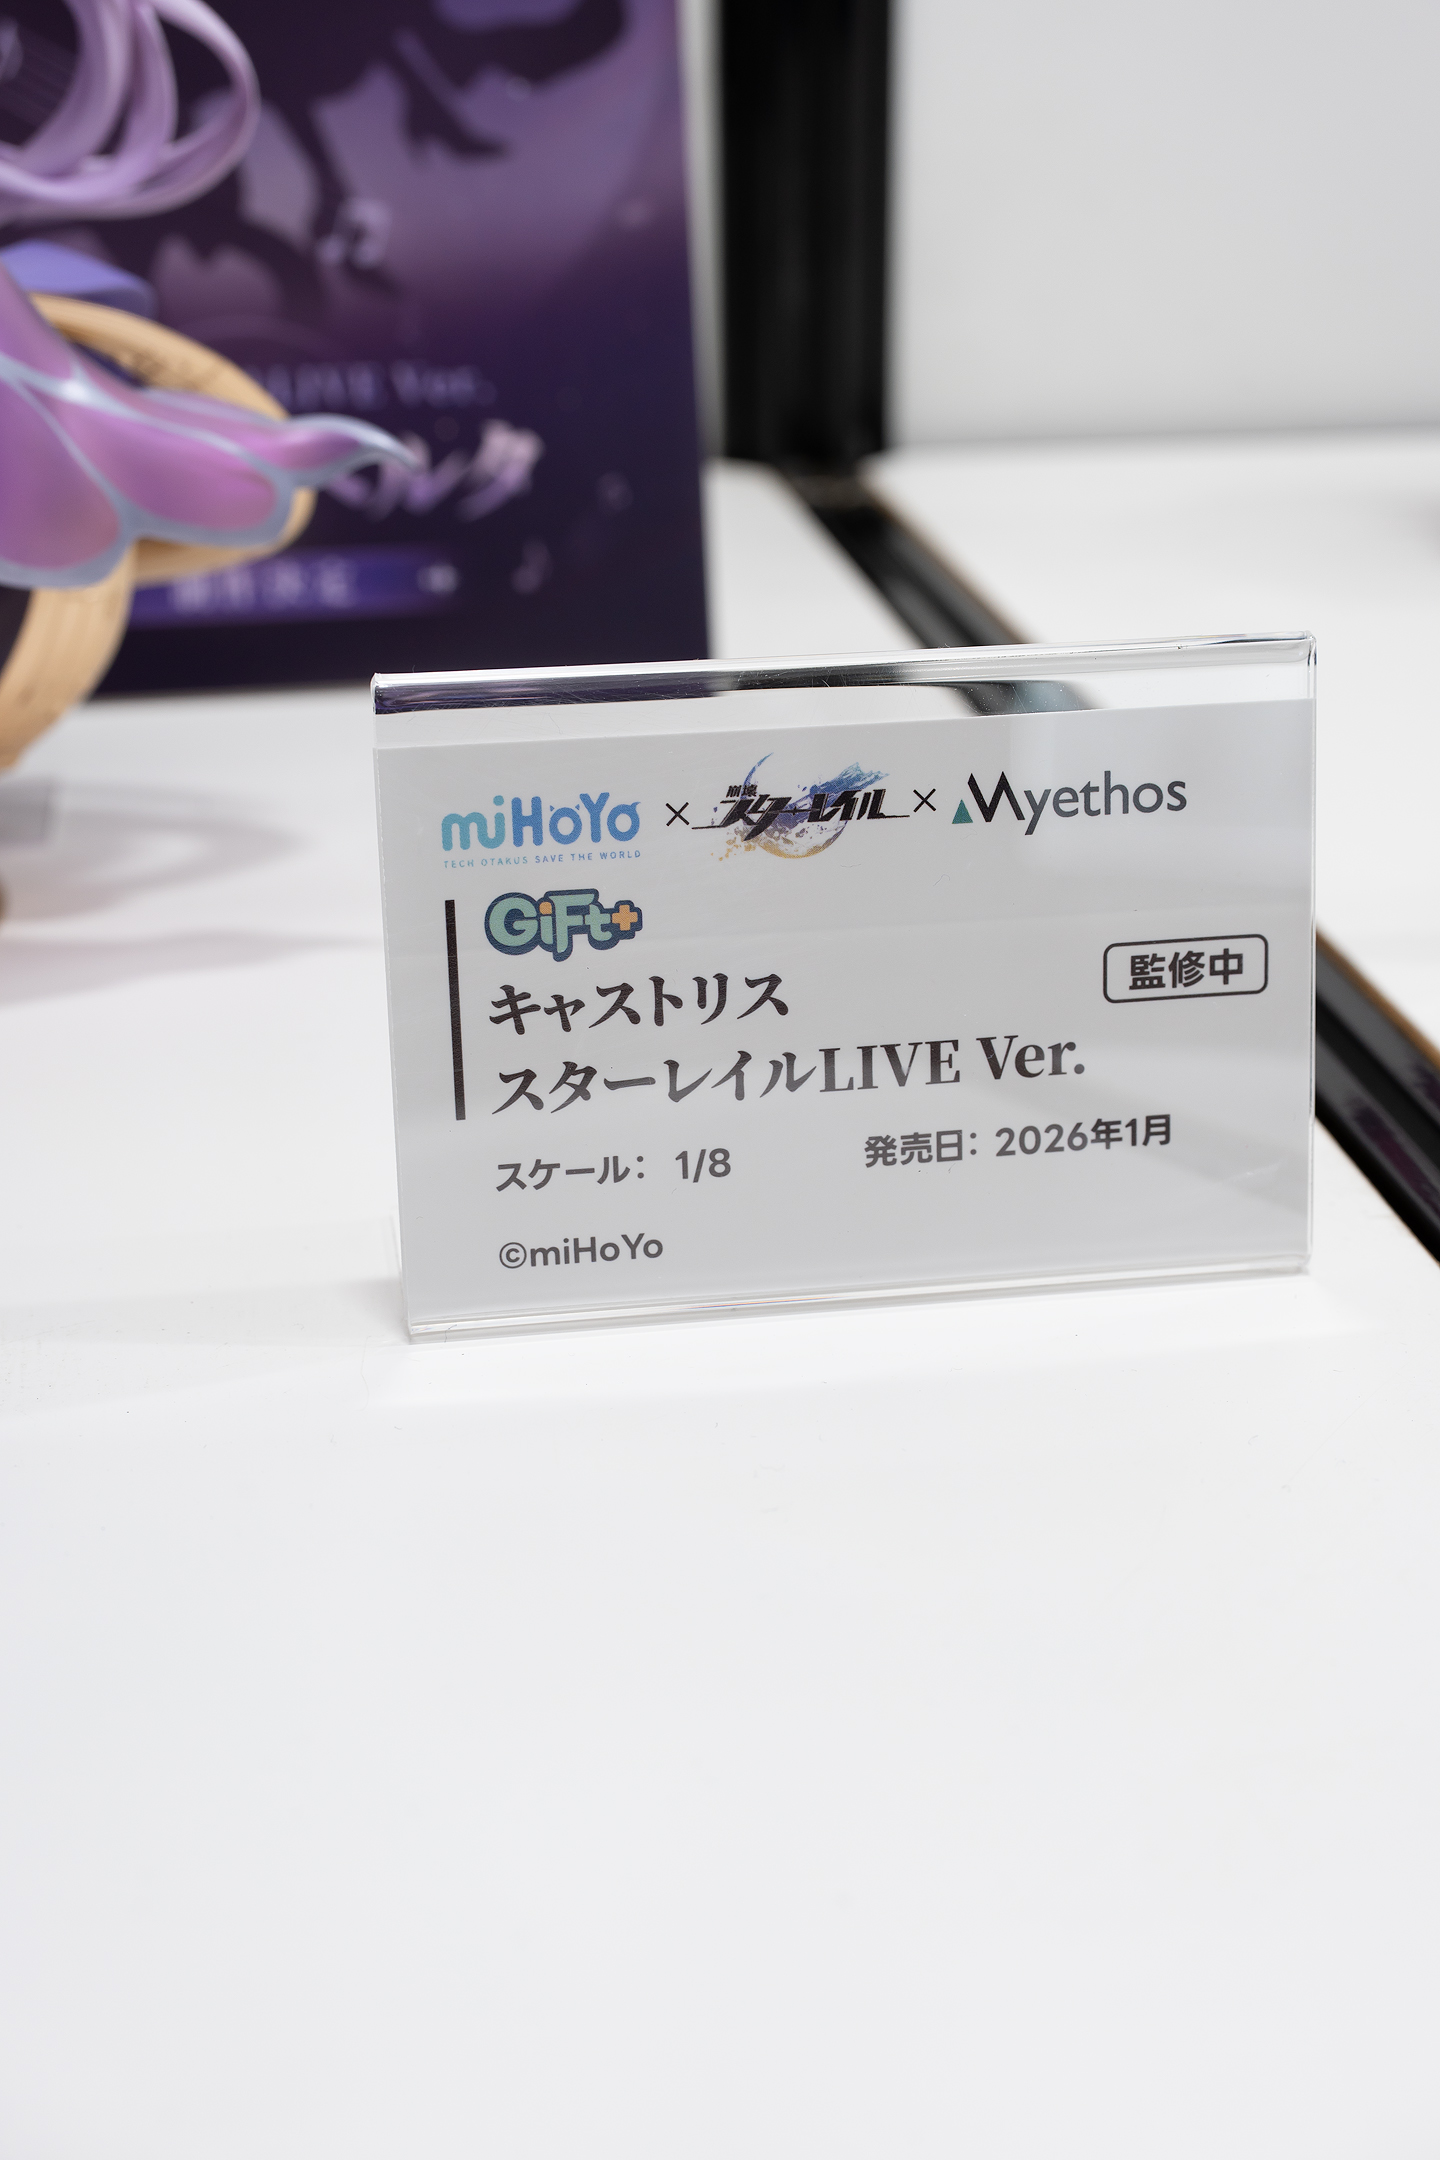 LIVE Ver.
miHoYo × 崩壊 スターレイル × Myethos
TECH OTAKUS SAVE THE WORLD
GiFt+
キャストリス
監修中
スターレイルLIVE Ver.
スケール： 1/8 発売日：2026年1月
©miHoYo